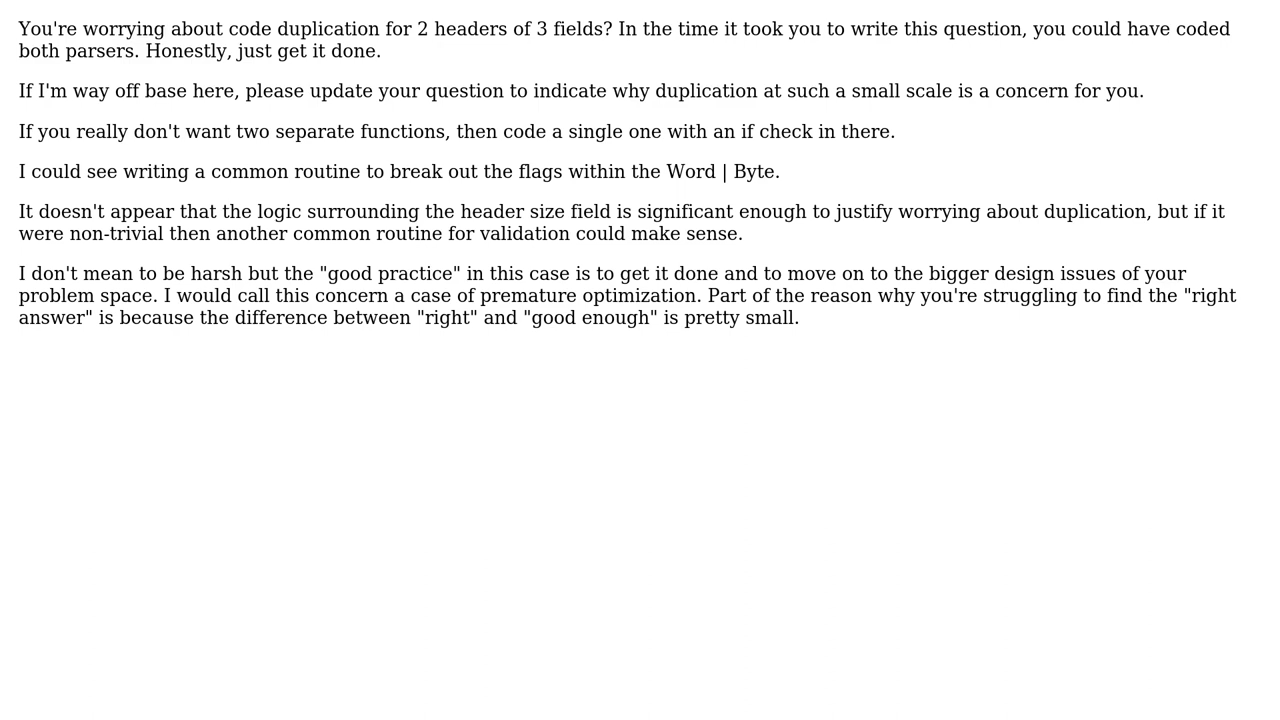 You're worrying about code duplication for 2 headers of 3 fields? In the time it took you to write this question, you could have coded
both parsers. Honestly, just get it done.
If I'm way off base here, please update your question to indicate why duplication at such a small scale is a concern for you.
If you really don't want two separate functions, then code a single one with an if check in there.
I could see writing a common routine to break out the flags within the Word | Byte.
It doesn't appear that the logic surrounding the header size field is significant enough to justify worrying about duplication, but if it
were non-trivial then another common routine for validation could make sense.
I don't mean to be harsh but the "good practice" in this case is to get it done and to move on to the bigger design issues of your
problem space. I would call this concern a case of premature optimization. Part of the reason why you're struggling to find the "right
answer" is because the difference between "right" and "good enough" is pretty small.